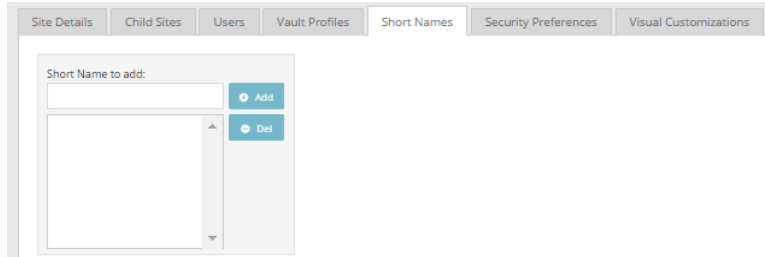 Site Details Child Sites Users Vault Profiles Short Names Security Preferences Visual Customizations
Short Name to add:
Add
Del